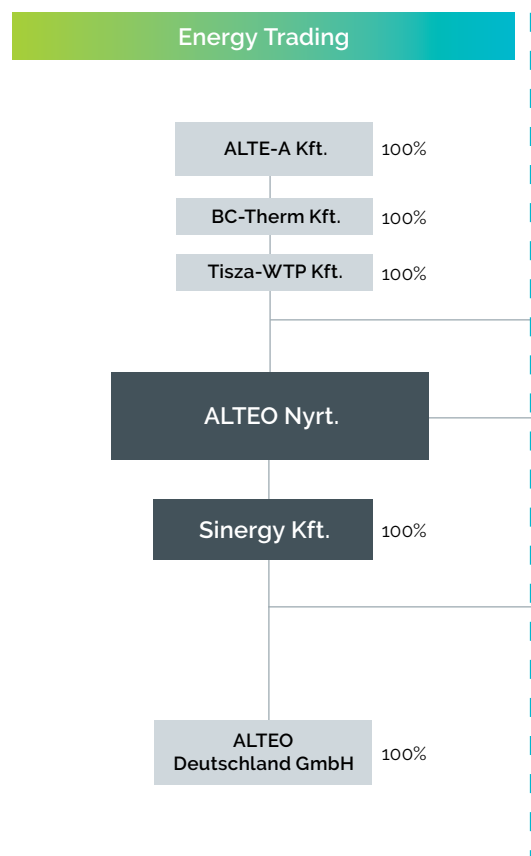 Energy Trading
ALTE-A Kft. 100%
BC-Therm Kft. 100%
Tisza-WTP Kft. 100%
ALTEO Nyrt.
Sinergy Kft. 100%
ALTEO
Deutschland GmbH 100%